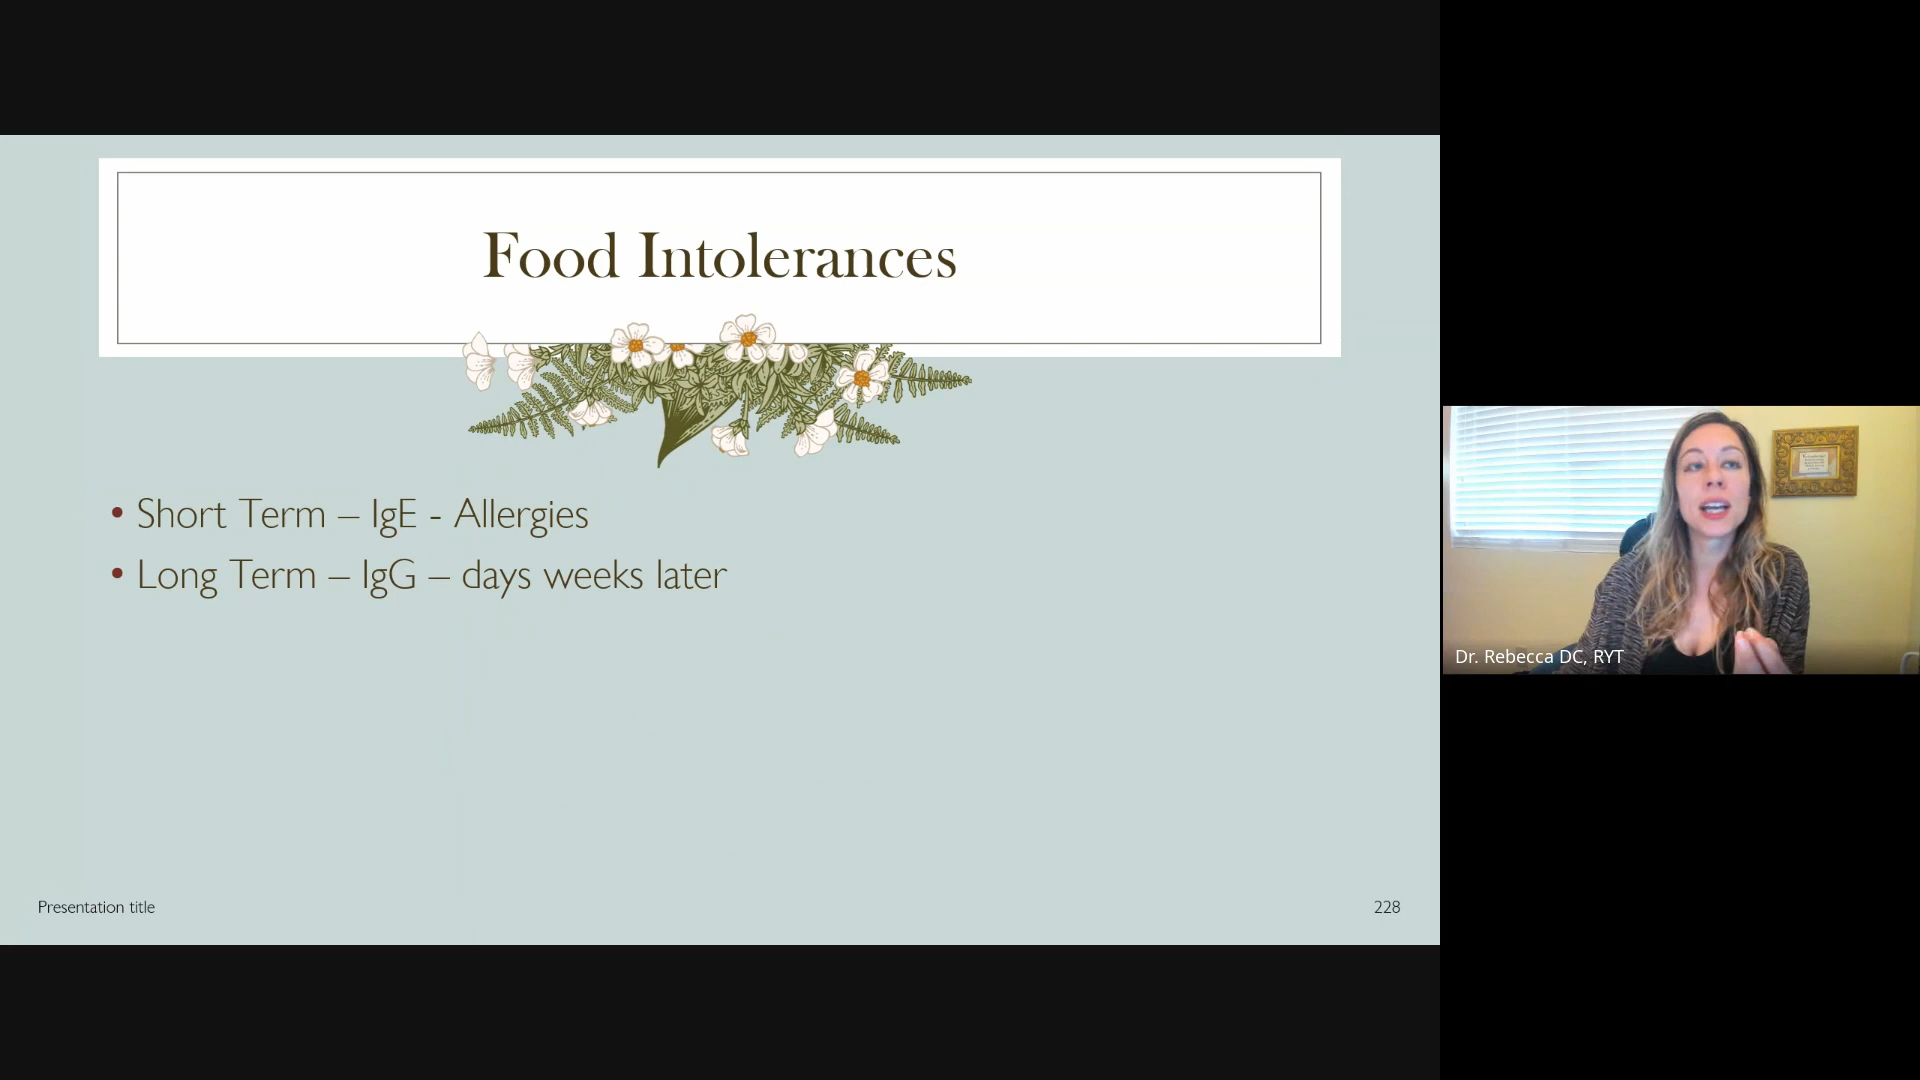 Food Intolerances
• Short Term – IgE - Allergies
• Long Term – IgG – days weeks later
Presentation title
228
Dr. Rebecca DC, RYT